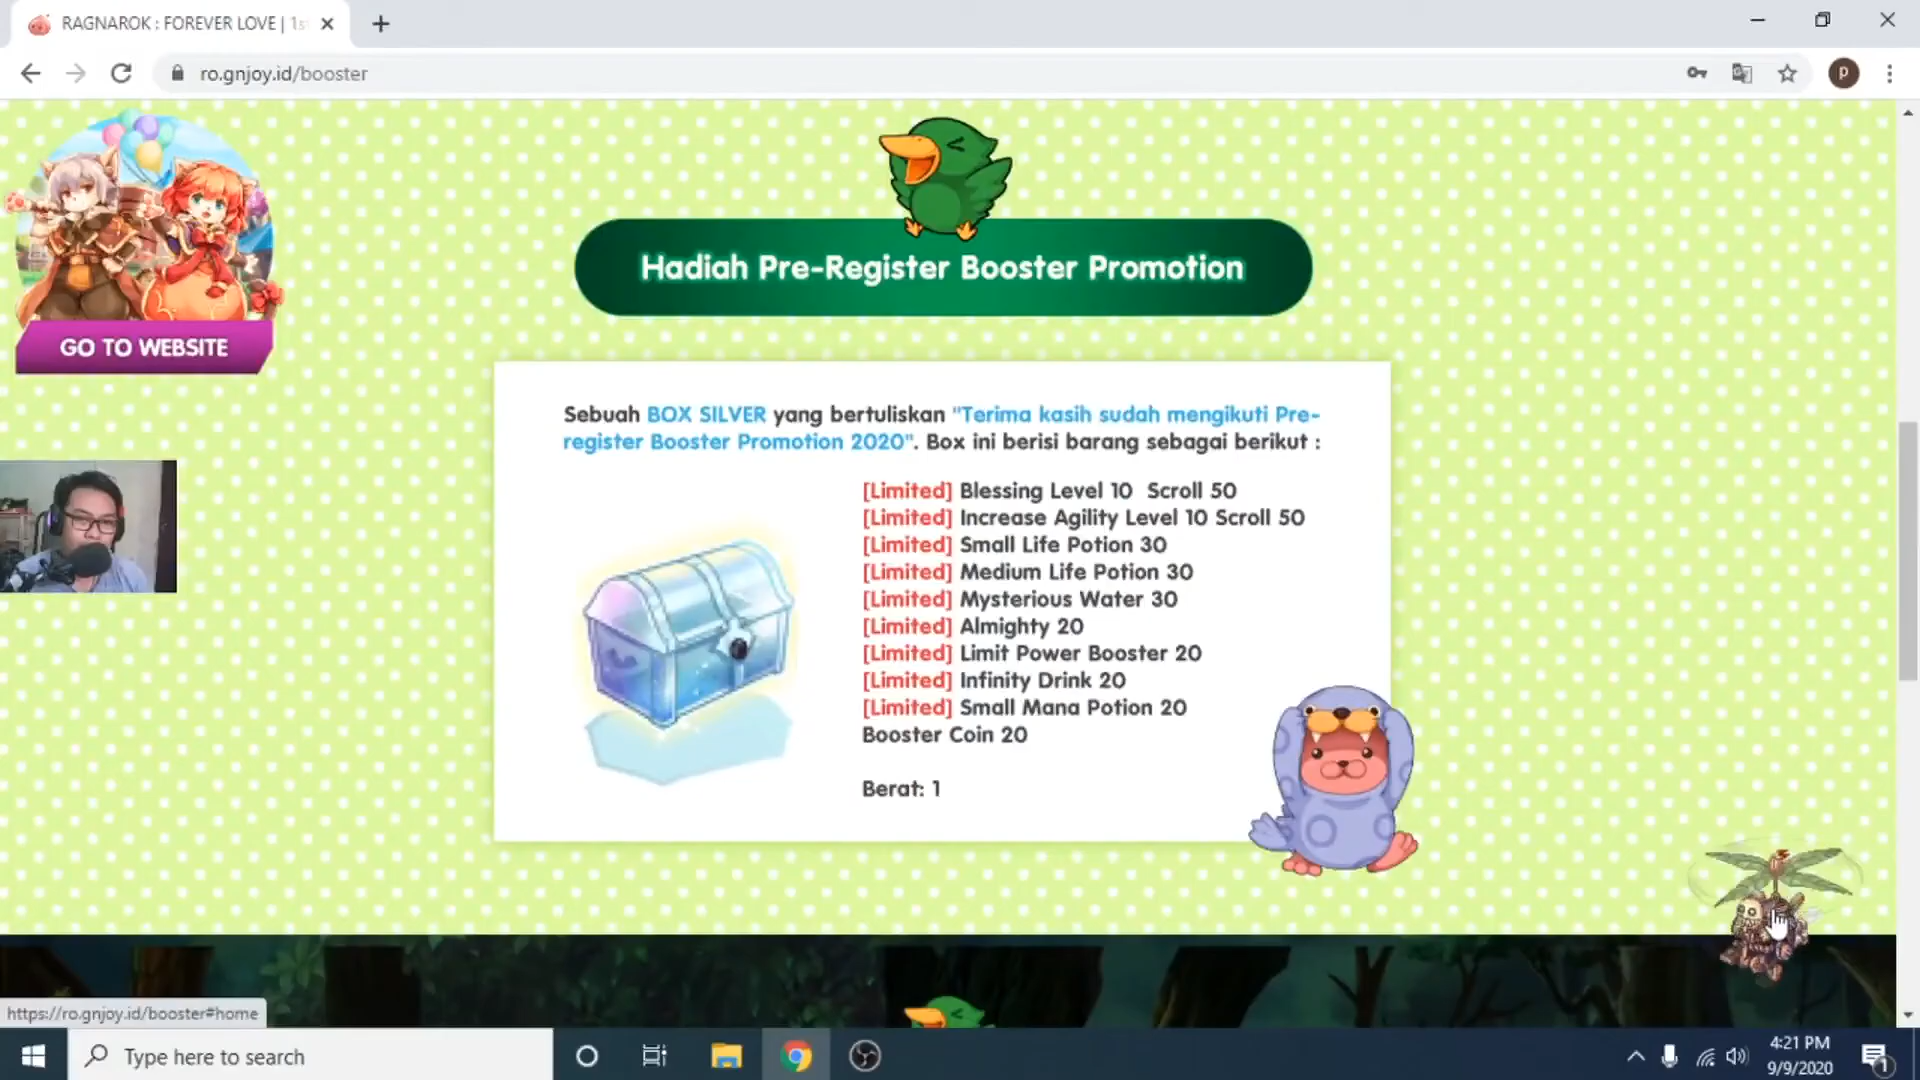 RAGNAROK : FOREVER LOVE | 1s
ro.gnjoy.id/booster
P
Hadiah Pre-Register Booster Promotion
GO TO WEBSITE
Sebuah BOX SILVER yang bertuliskan "Terima kasih sudah mengikuti Pre-
register Booster Promotion 2020". Box ini berisi barang sebagai berikut :
[Limited] Blessing Level 10 Scroll 50
[Limited] Increase Agility Level 10 Scroll 50
[Limited] Small Life Potion 30
[Limited] Medium Life Potion 30
[Limited] Mysterious Water 30
[Limited] Almighty 20
[Limited] Limit Power Booster 20
[Limited] Infinity Drink 20
[Limited] Small Mana Potion 20
Booster Coin 20
Berat: 1
https://ro.gnjoy.id/booster#home
Type here to search
4:21 PM
9/9/2020
1